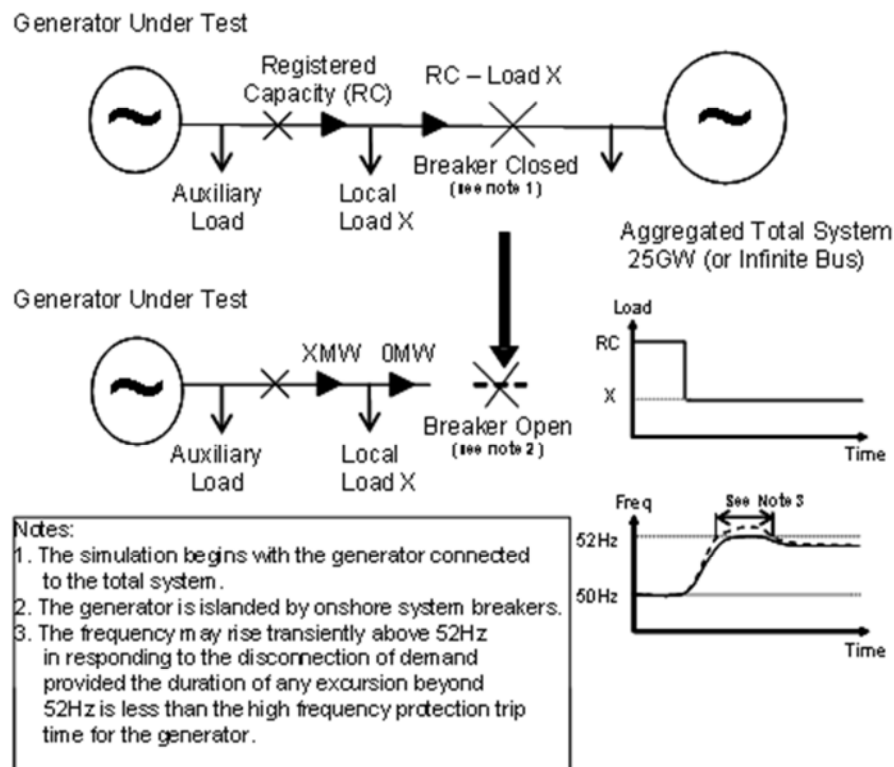 Generator Under Test
Registered
Capacity (RC)
RC – Load X
Auxiliary
Load
Local
Load X
Breaker Closed
(see note 1)
Aggregated Total System
25GW (or Infinite Bus)
Generator Under Test
XMW
0MW
Auxiliary
Load
Local
Load X
Breaker Open
(see note 2)
Load
RC
X
Time
Notes:
1. The simulation begins with the generator connected
to the total system.
2. The generator is islanded by onshore system breakers.
3. The frequency may rise transiently above 52Hz
in responding to the disconnection of demand
provided the duration of any excursion beyond
52Hz is less than the high frequency protection trip
time for the generator.
Freq
See Note 3
52Hz
50Hz
Time